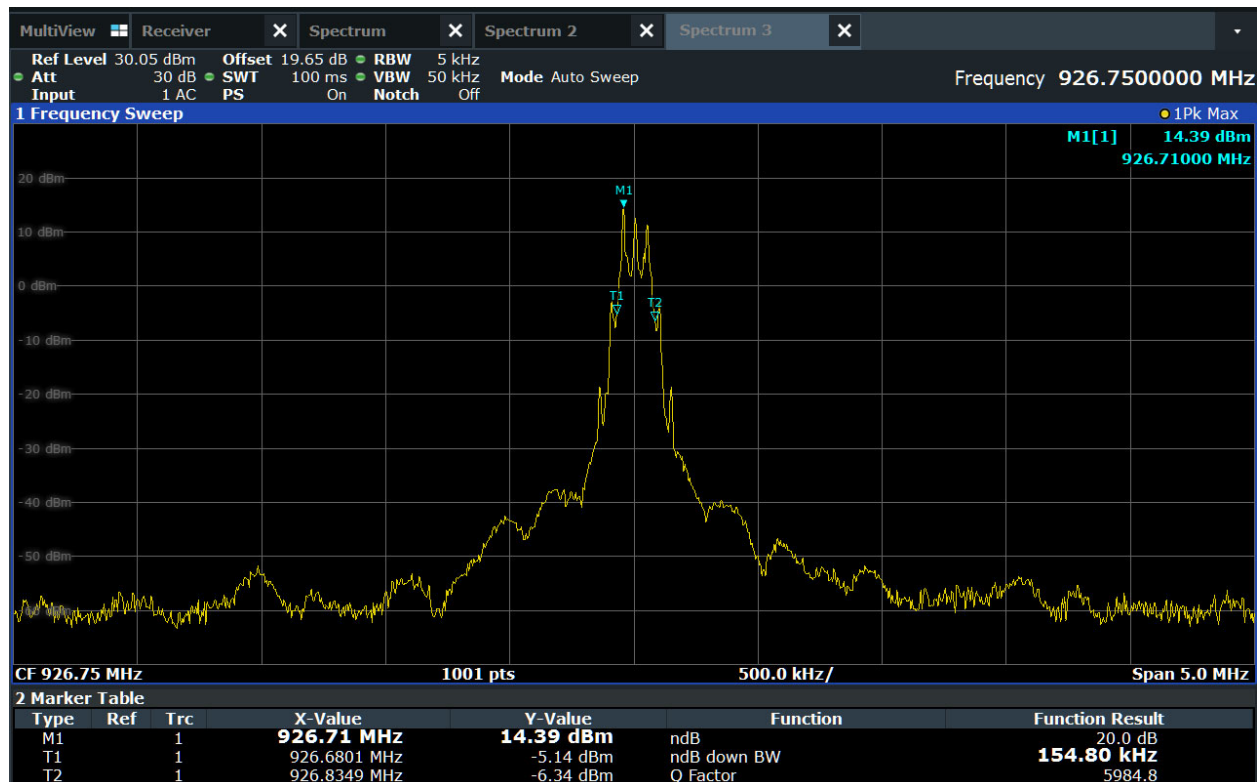 MultiView Receiver X Spectrum X Spectrum 2 X Spectrum 3 X
Ref Level 30.05 dBm Offset 19.65 dB RBW 5 kHz
Att 30 dB SWT 100 ms VBW 50 kHz Mode Auto Sweep Frequency 926.7500000 MHz
Input 1 AC PS On Notch Off
1 Frequency Sweep 1Pk Max
M1[1] 14.39 dBm
926.71000 MHz
20 dBm
M1
10 dBm
0 dBm
T1 T2
-10 dBm
-20 dBm
-30 dBm
-40 dBm
-50 dBm
-60 dBm
CF 926.75 MHz 1001 pts 500.0 kHz/ Span 5.0 MHz
2 Marker Table
Type Ref Trc X-Value Y-Value Function Function Result
M1 1 926.71 MHz 14.39 dBm ndB 20.0 dB
T1 1 926.6801 MHz -5.14 dBm ndB down BW 154.80 kHz
T2 1 926.8349 MHz -6.34 dBm Q Factor 5984.8